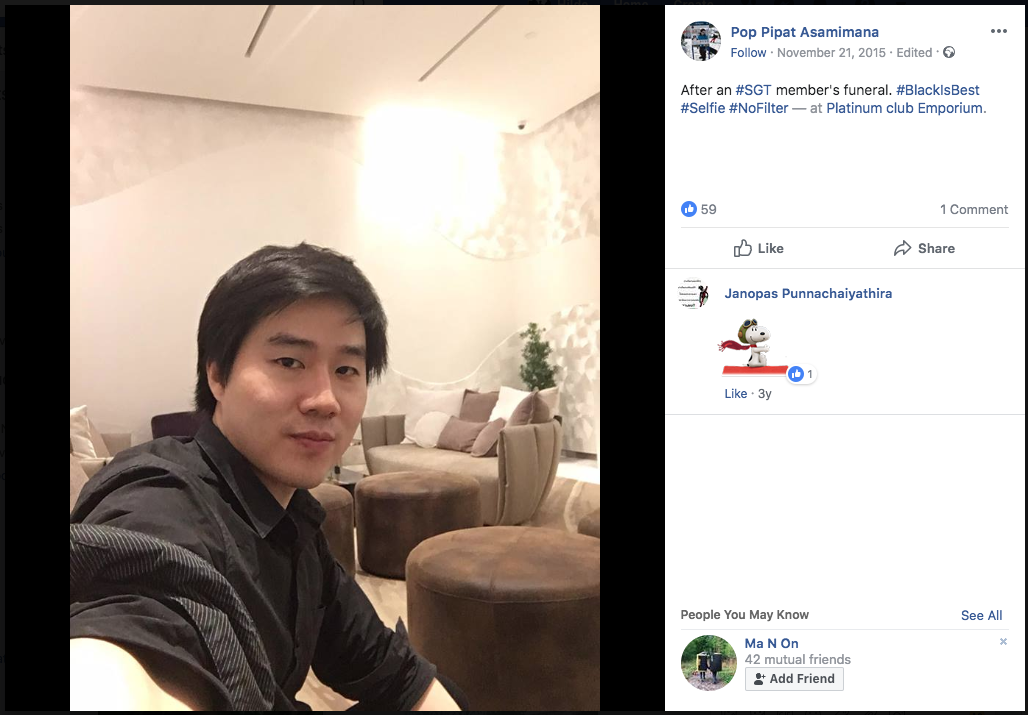 Pop Pipat Asamimana
Follow · November 21, 2015 · Edited ·
After an #SGT member's funeral. #BlackIsBest
#Selfie #NoFilter — at Platinum club Emporium.
59
1 Comment
Like
Share
Janopas Punnachaiyathira
1
Like · 3y
People You May Know
See All
Ma N On
42 mutual friends
Add Friend